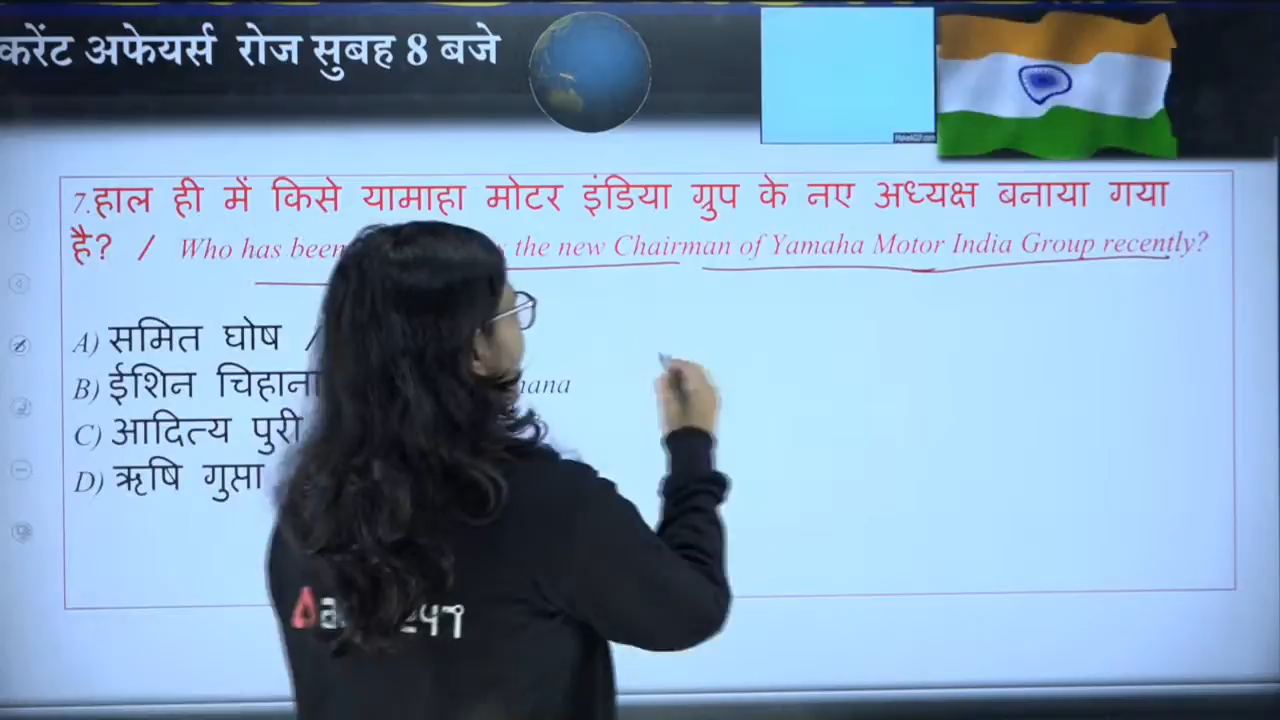 करेंट अफेयर्स रोज सुबह 8 बजे
7.हाल ही में किसे यामाहा मोटर इंडिया ग्रुप के नए अध्यक्ष बनाया गया
है? / Who has been the new Chairman of Yamaha Motor India Group recently?
A) समित घोष /
B) ईशिन चिहाना
C) आदित्य पुरी
D) ऋषि गुप्ता
247